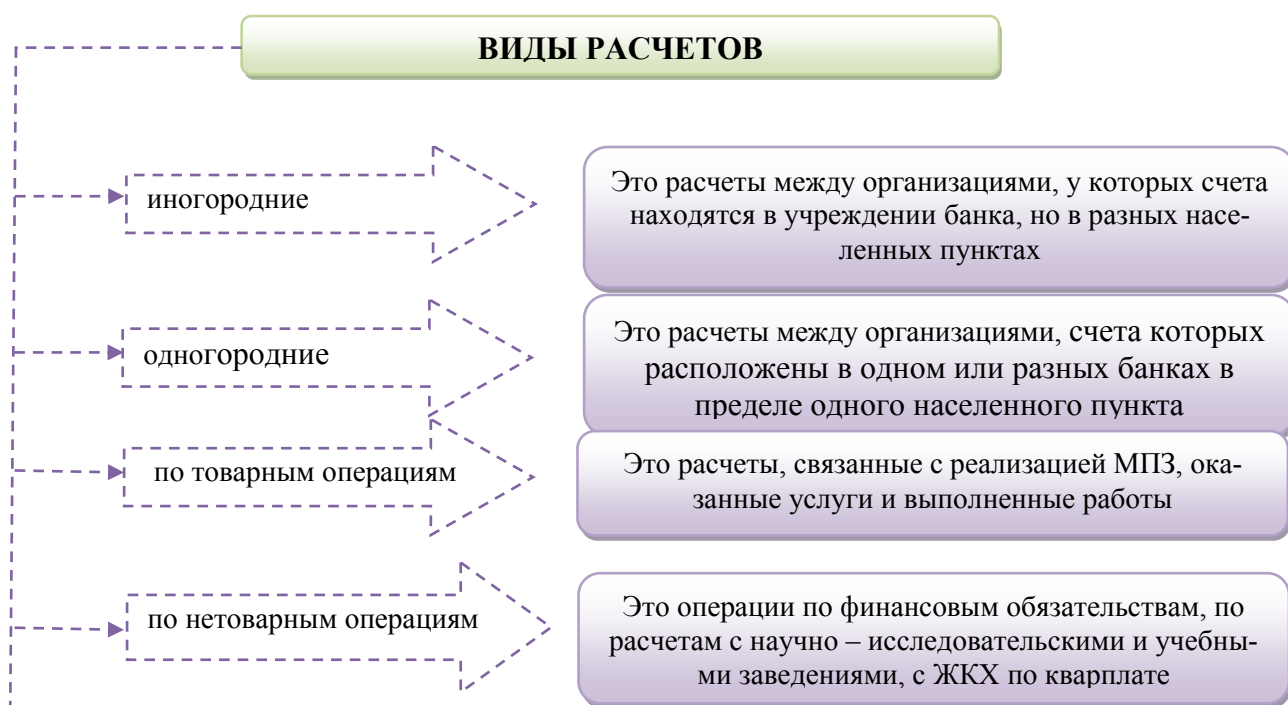 ВИДЫ РАСЧЕТОВ
иногородние
Это расчеты между организациями, у которых счета
находятся в учреждении банка, но в разных насе-
ленных пунктах
одногородние
Это расчеты между организациями, счета которых
расположены в одном или разных банках в
пределе одного населенного пункта
по товарным операциям
Это расчеты, связанные с реализацией МПЗ, ока-
занные услуги и выполненные работы
по нетоварным операциям
Это операции по финансовым обязательствам, по
расчетам с научно – исследовательскими и учебны-
ми заведениями, с ЖКХ по кварплате